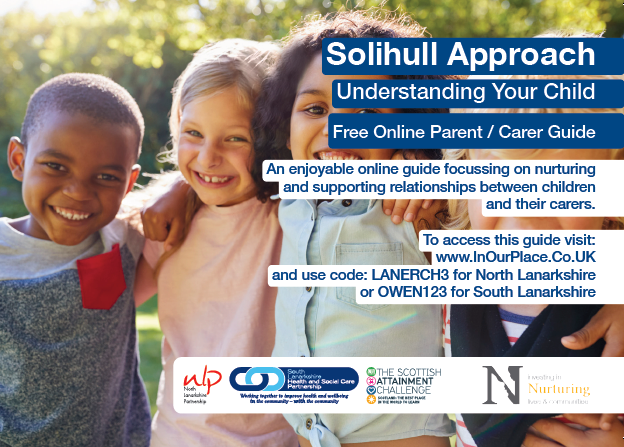 Solihull Approach
Understanding Your Child
Free Online Parent / Carer Guide
An enjoyable online guide focussing on nurturing
and supporting relationships between children
and their carers.
To access this guide visit:
www.InOurPlace.Co.UK
and use code: LANERCH3 for North Lanarkshire
or OWEN123 for South Lanarkshire
nlp
North
Lanarkshire
Partnership
South
Lanarkshire
Health and Social Care
Partnership
Working together to improve health and wellbeing
in the community – with the community
THE SCOTTISH
ATTAINMENT
CHALLENGE
SCOTLAND: THE BEST PLACE
IN THE WORLD TO LEARN
N
investing in
Nurturing